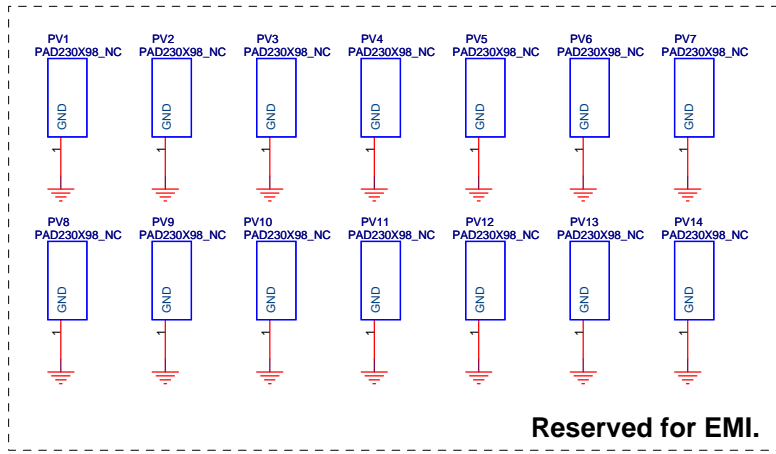 PV1 PV2 PV3 PV4 PV5 PV6 PV7
PAD230X98_NC PAD230X98_NC PAD230X98_NC PAD230X98_NC PAD230X98_NC PAD230X98_NC PAD230X98_NC
GND GND GND GND GND GND GND
1 1 1 1 1 1 1
PV8 PV9 PV10 PV11 PV12 PV13 PV14
PAD230X98_NC PAD230X98_NC PAD230X98_NC PAD230X98_NC PAD230X98_NC PAD230X98_NC PAD230X98_NC
GND GND GND GND GND GND GND
1 1 1 1 1 1 1
Reserved for EMI.